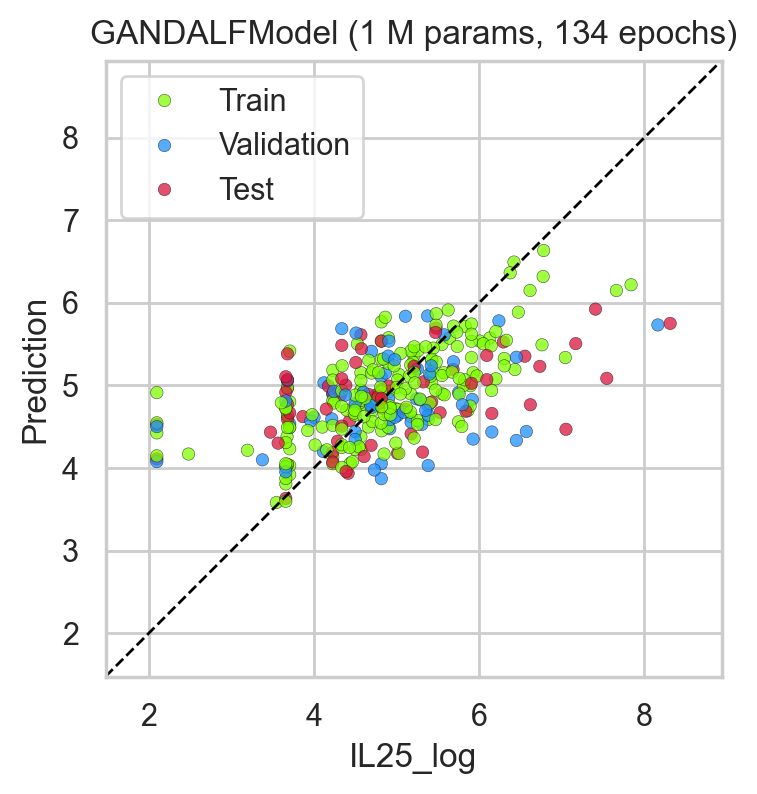 GANDALFModel (1 M params, 134 epochs)
Train
Validation
Test
8
7
6
5
4
3
2
Prediction
2 4 6 8
IL25_log